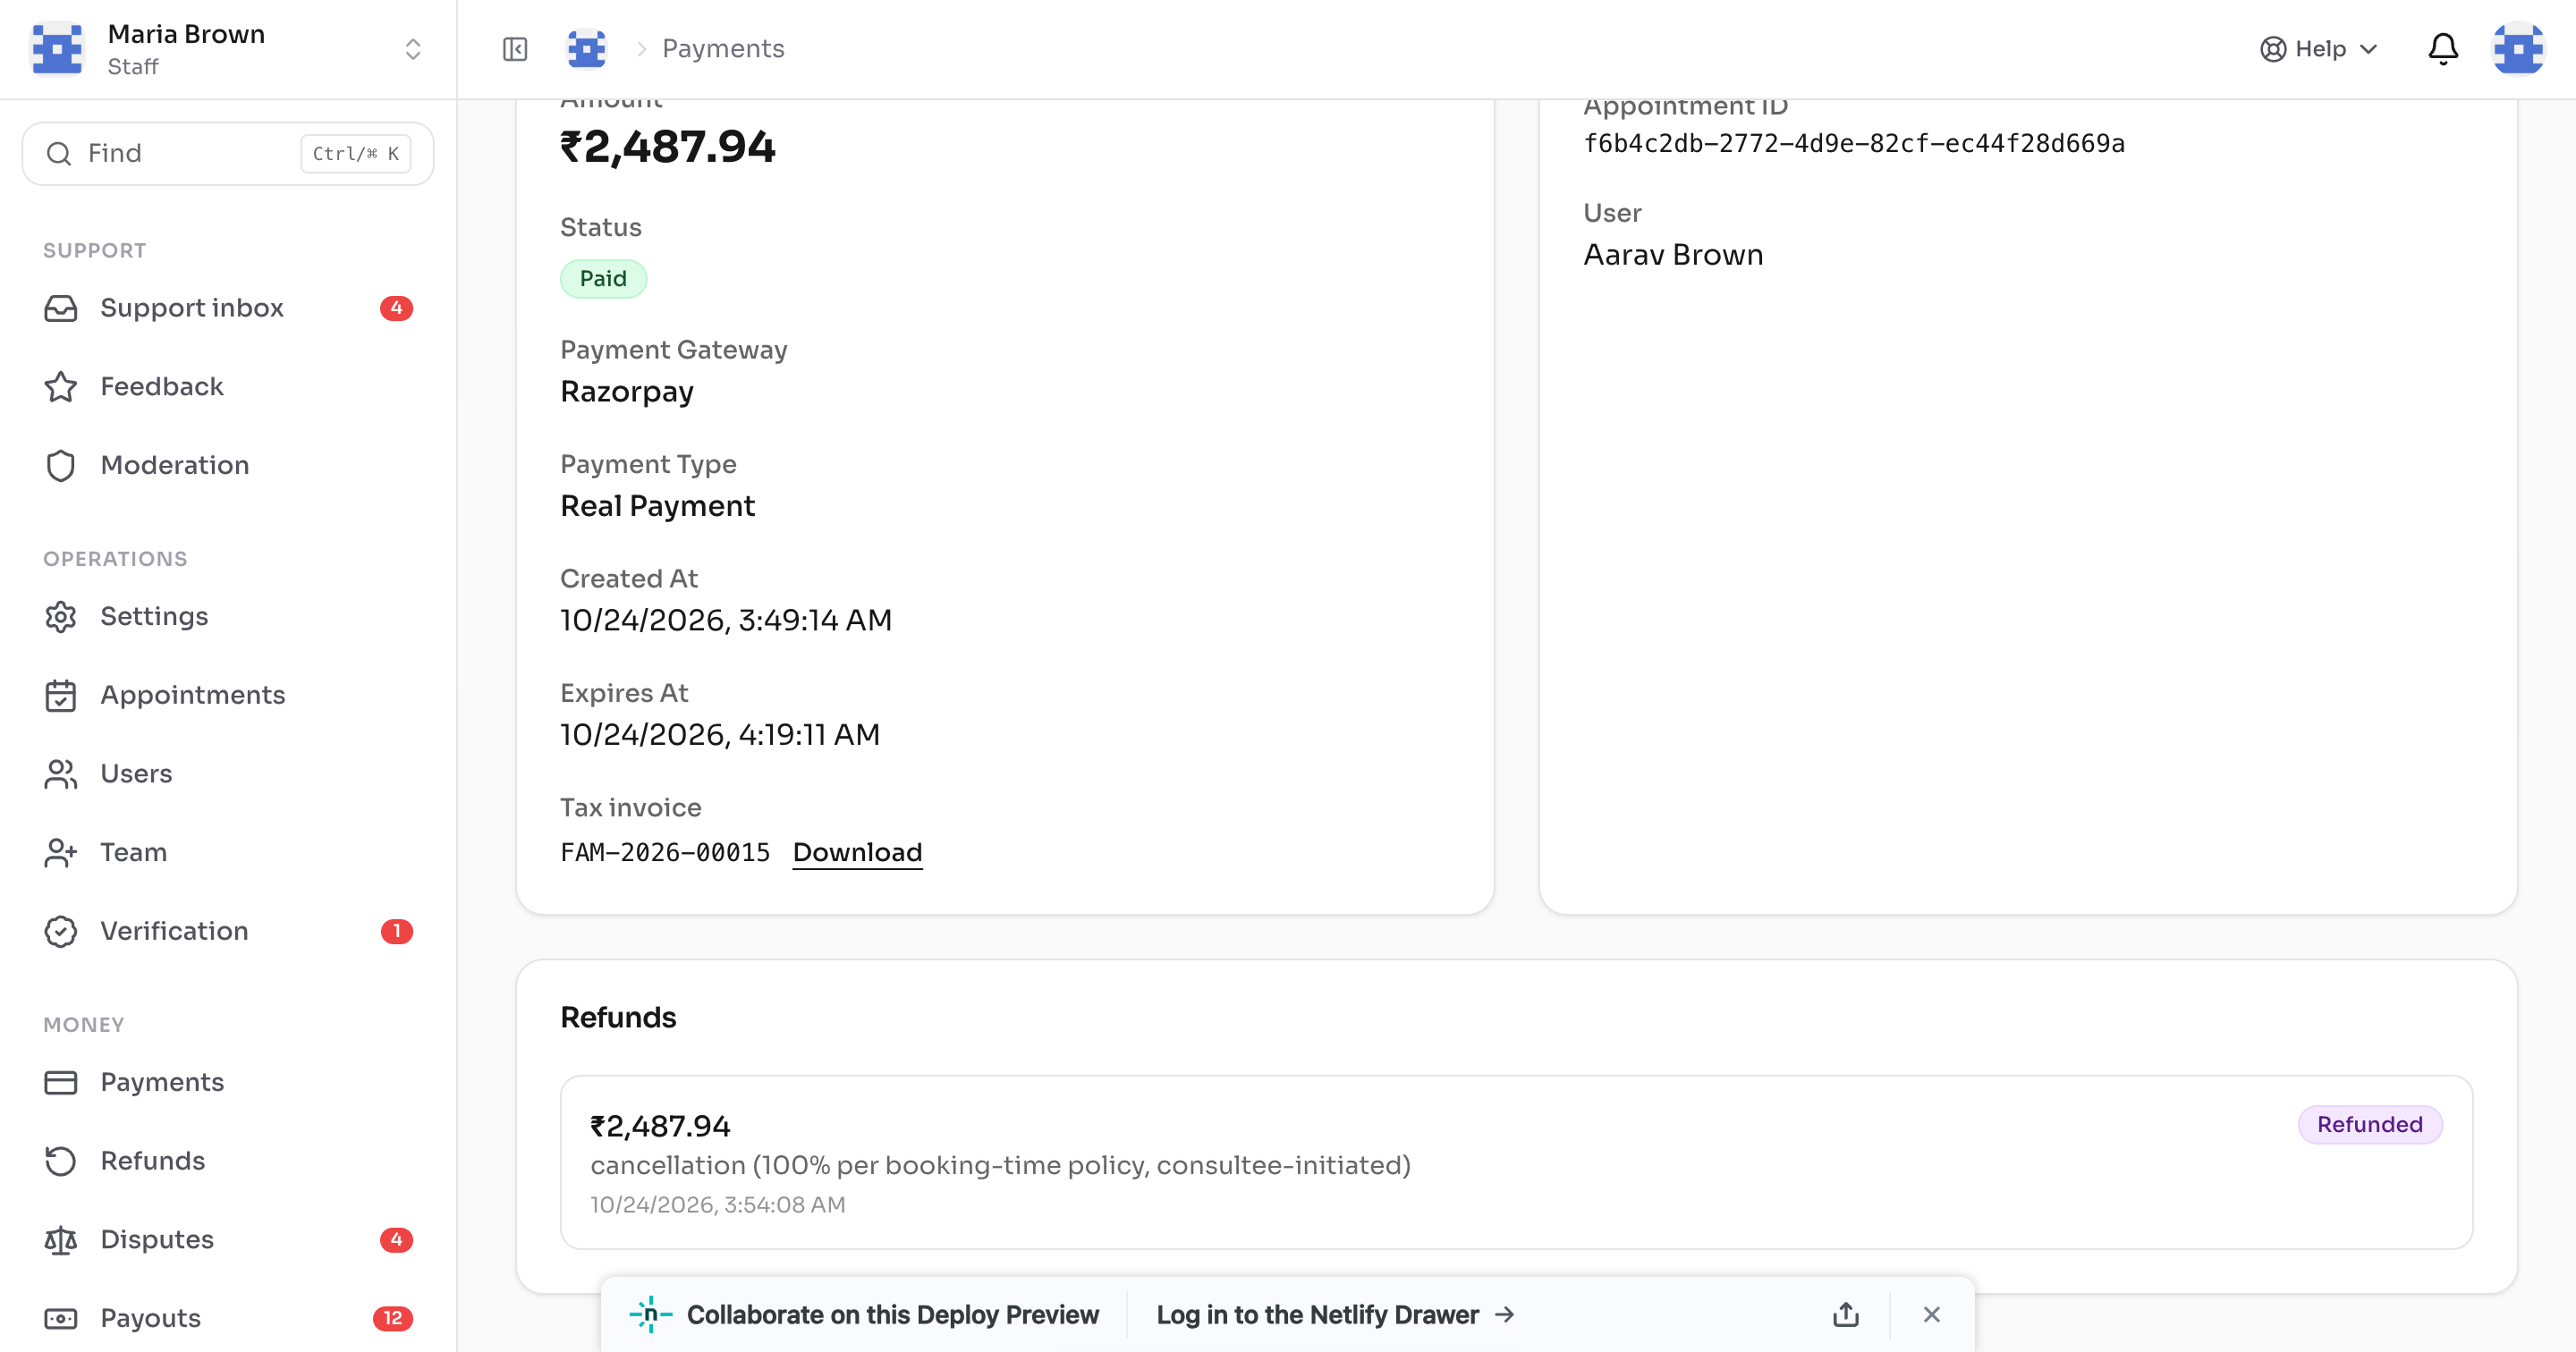 Maria Brown
Staff
Payments
Help
Find
Ctrl/⌘ K
SUPPORT
Support inbox
4
Feedback
Moderation
OPERATIONS
Settings
Appointments
Users
Team
Verification
1
MONEY
Payments
Refunds
Disputes
4
Payouts
12
Amount
₹2,487.94
Status
Paid
Payment Gateway
Razorpay
Payment Type
Real Payment
Created At
10/24/2026, 3:49:14 AM
Expires At
10/24/2026, 4:19:11 AM
Tax invoice
FAM-2026-00015 Download
Appointment ID
f6b4c2db-2772-4d9e-82cf-ec44f28d669a
User
Aarav Brown
Refunds
₹2,487.94
Refunded
cancellation (100% per booking-time policy, consultee-initiated)
10/24/2026, 3:54:08 AM
Collaborate on this Deploy Preview
Log in to the Netlify Drawer →